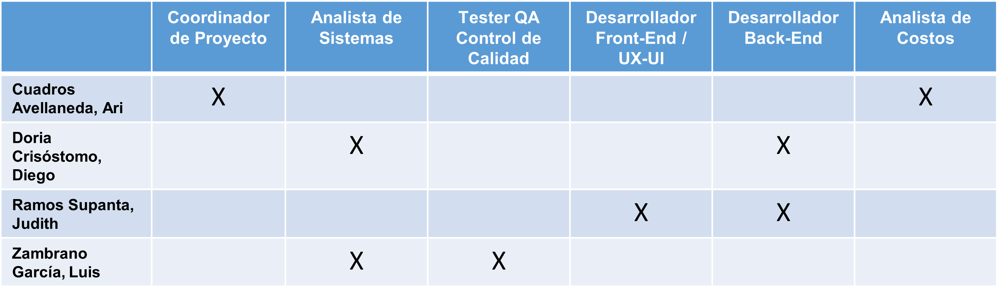 Coordinador
de Proyecto
Analista de
Sistemas
Tester QA
Control de
Calidad
Desarrollador
Front-End /
UX-UI
Desarrollador
Back-End
Analista de
Costos
Cuadros
Avellaneda, Ari
X
X
Doria
Crisóstomo,
Diego
X
X
Ramos Supanta,
Judith
X
X
Zambrano
García, Luis
X
X